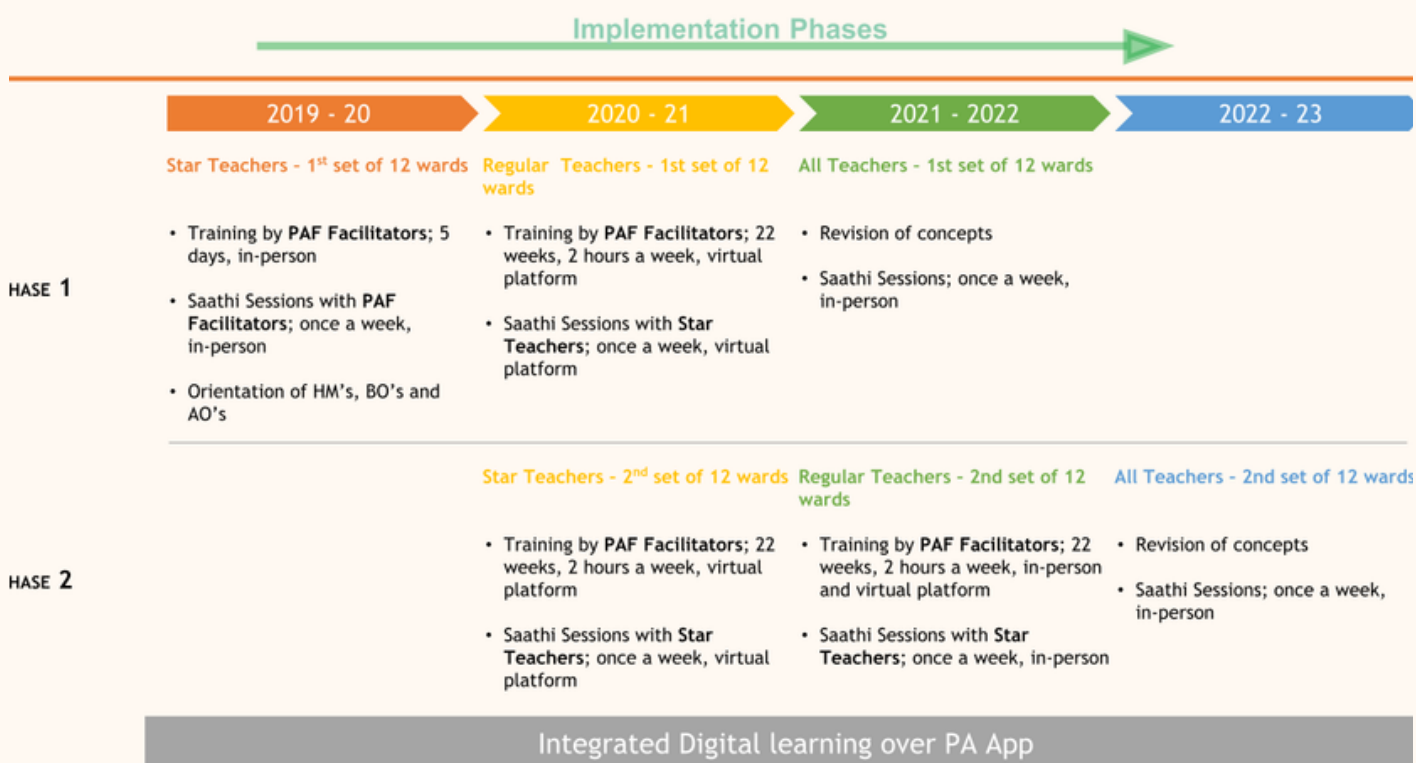 Implementation Phases
2019 - 20
2020 - 21
2021 - 2022
2022 - 23
HASE 1
Star Teachers - 1st set of 12 wards
• Training by PAF Facilitators; 5
days, in-person
• Saathi Sessions with PAF
Facilitators; once a week,
in-person
• Orientation of HM's, BO's and
AO's
Regular Teachers - 1st set of 12
wards
• Training by PAF Facilitators; 22
weeks, 2 hours a week, virtual
platform
• Saathi Sessions with Star
Teachers; once a week, virtual
platform
All Teachers - 1st set of 12 wards
• Revision of concepts
• Saathi Sessions; once a week,
in-person
HASE 2
Star Teachers - 2nd set of 12 wards
• Training by PAF Facilitators; 22
weeks, 2 hours a week, virtual
platform
• Saathi Sessions with Star
Teachers; once a week, virtual
platform
Regular Teachers - 2nd set of 12
wards
• Training by PAF Facilitators; 22
weeks, 2 hours a week, in-person
and virtual platform
• Saathi Sessions with Star
Teachers; once a week, in-person
All Teachers - 2nd set of 12 wards
• Revision of concepts
• Saathi Sessions; once a week,
in-person
Integrated Digital learning over PA App